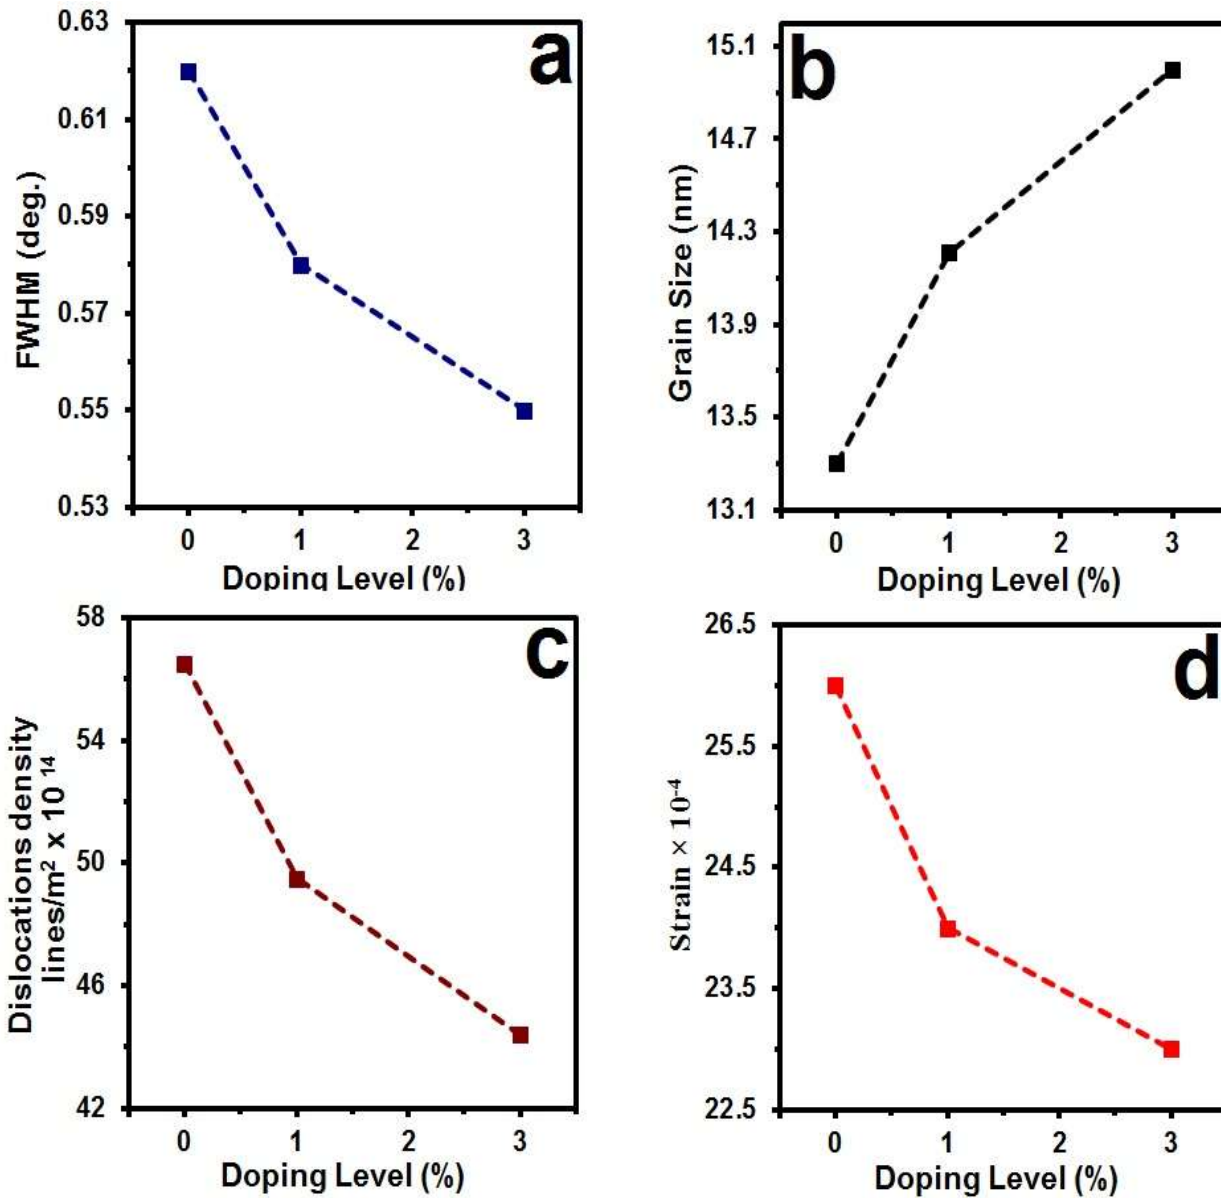 a
FWHM (deg.)
0.63
0.61
0.59
0.57
0.55
0.53
0 1 2 3
Doping Level (%)
b
Grain Size (nm)
15.1
14.7
14.3
13.9
13.5
13.1
0 1 2 3
Doping Level (%)
c
Dislocations density
lines/m² x 10 ¹⁴
58
54
50
46
42
0 1 2 3
Doping Level (%)
d
Strain × 10⁻⁴
26.5
25.5
24.5
23.5
22.5
0 1 2 3
Doping Level (%)